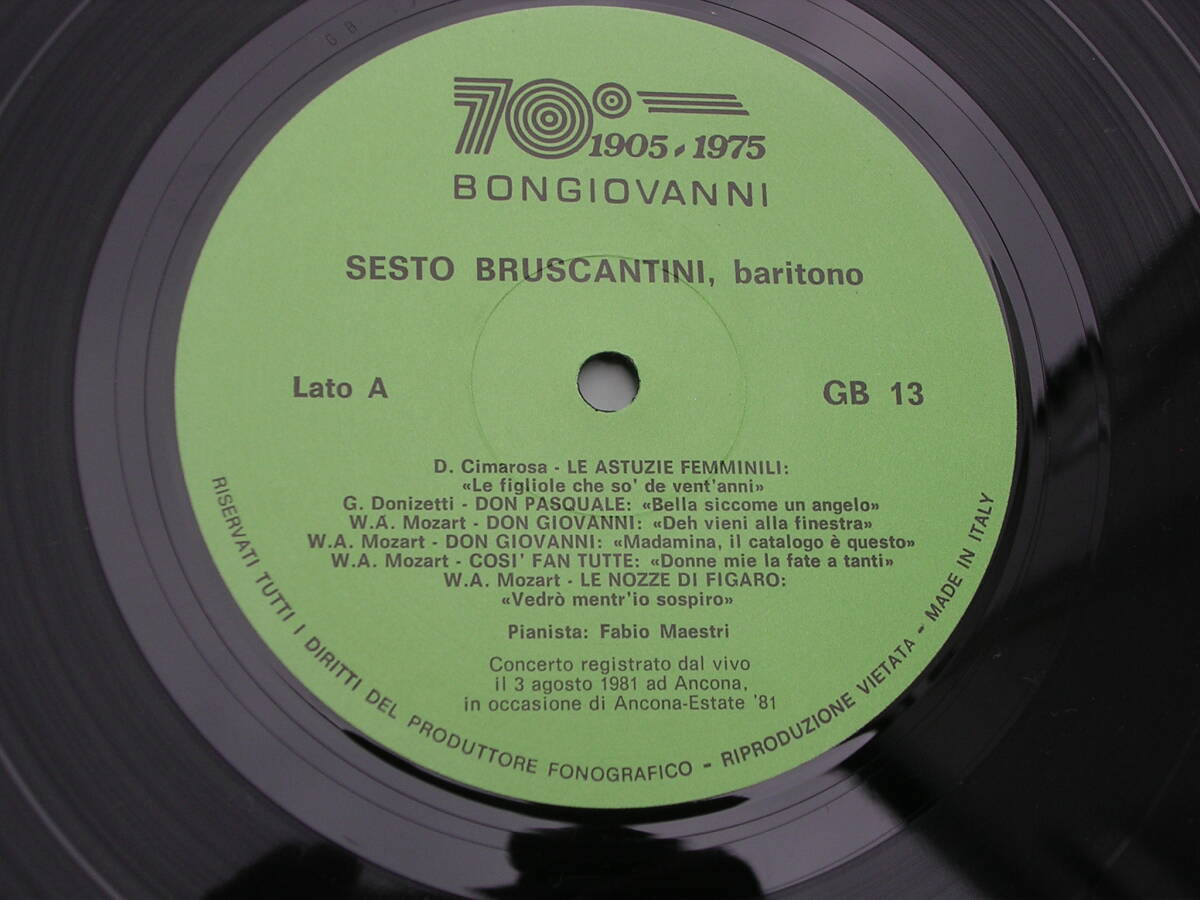 70°
1905-1975
BONGIOVANNI
SESTO BRUSCANTINI, baritono
Lato A
GB 13
D. Cimarosa - LE ASTUZIE FEMMINILI:
«Le figliole che so' de vent'anni»
G. Donizetti - DON PASQUALE: «Bella siccome un angelo»
W.A. Mozart - DON GIOVANNI: «Deh vieni alla finestra»
W.A. Mozart - DON GIOVANNI: «Madamina, il catalogo è questo»
W.A. Mozart - COSI' FAN TUTTE: «Donne mie la fate a tanti»
W.A. Mozart - LE NOZZE DI FIGARO:
«Vedrò mentr'io sospiro»
Pianista: Fabio Maestri
Concerto registrato dal vivo
il 3 agosto 1981 ad Ancona,
in occasione di Ancona-Estate '81
RISERVATI TUTTI I DIRITTI DEL PRODUTTORE FONOGRAFICO - RIPRODUZIONE VIETATA - MADE IN ITALY